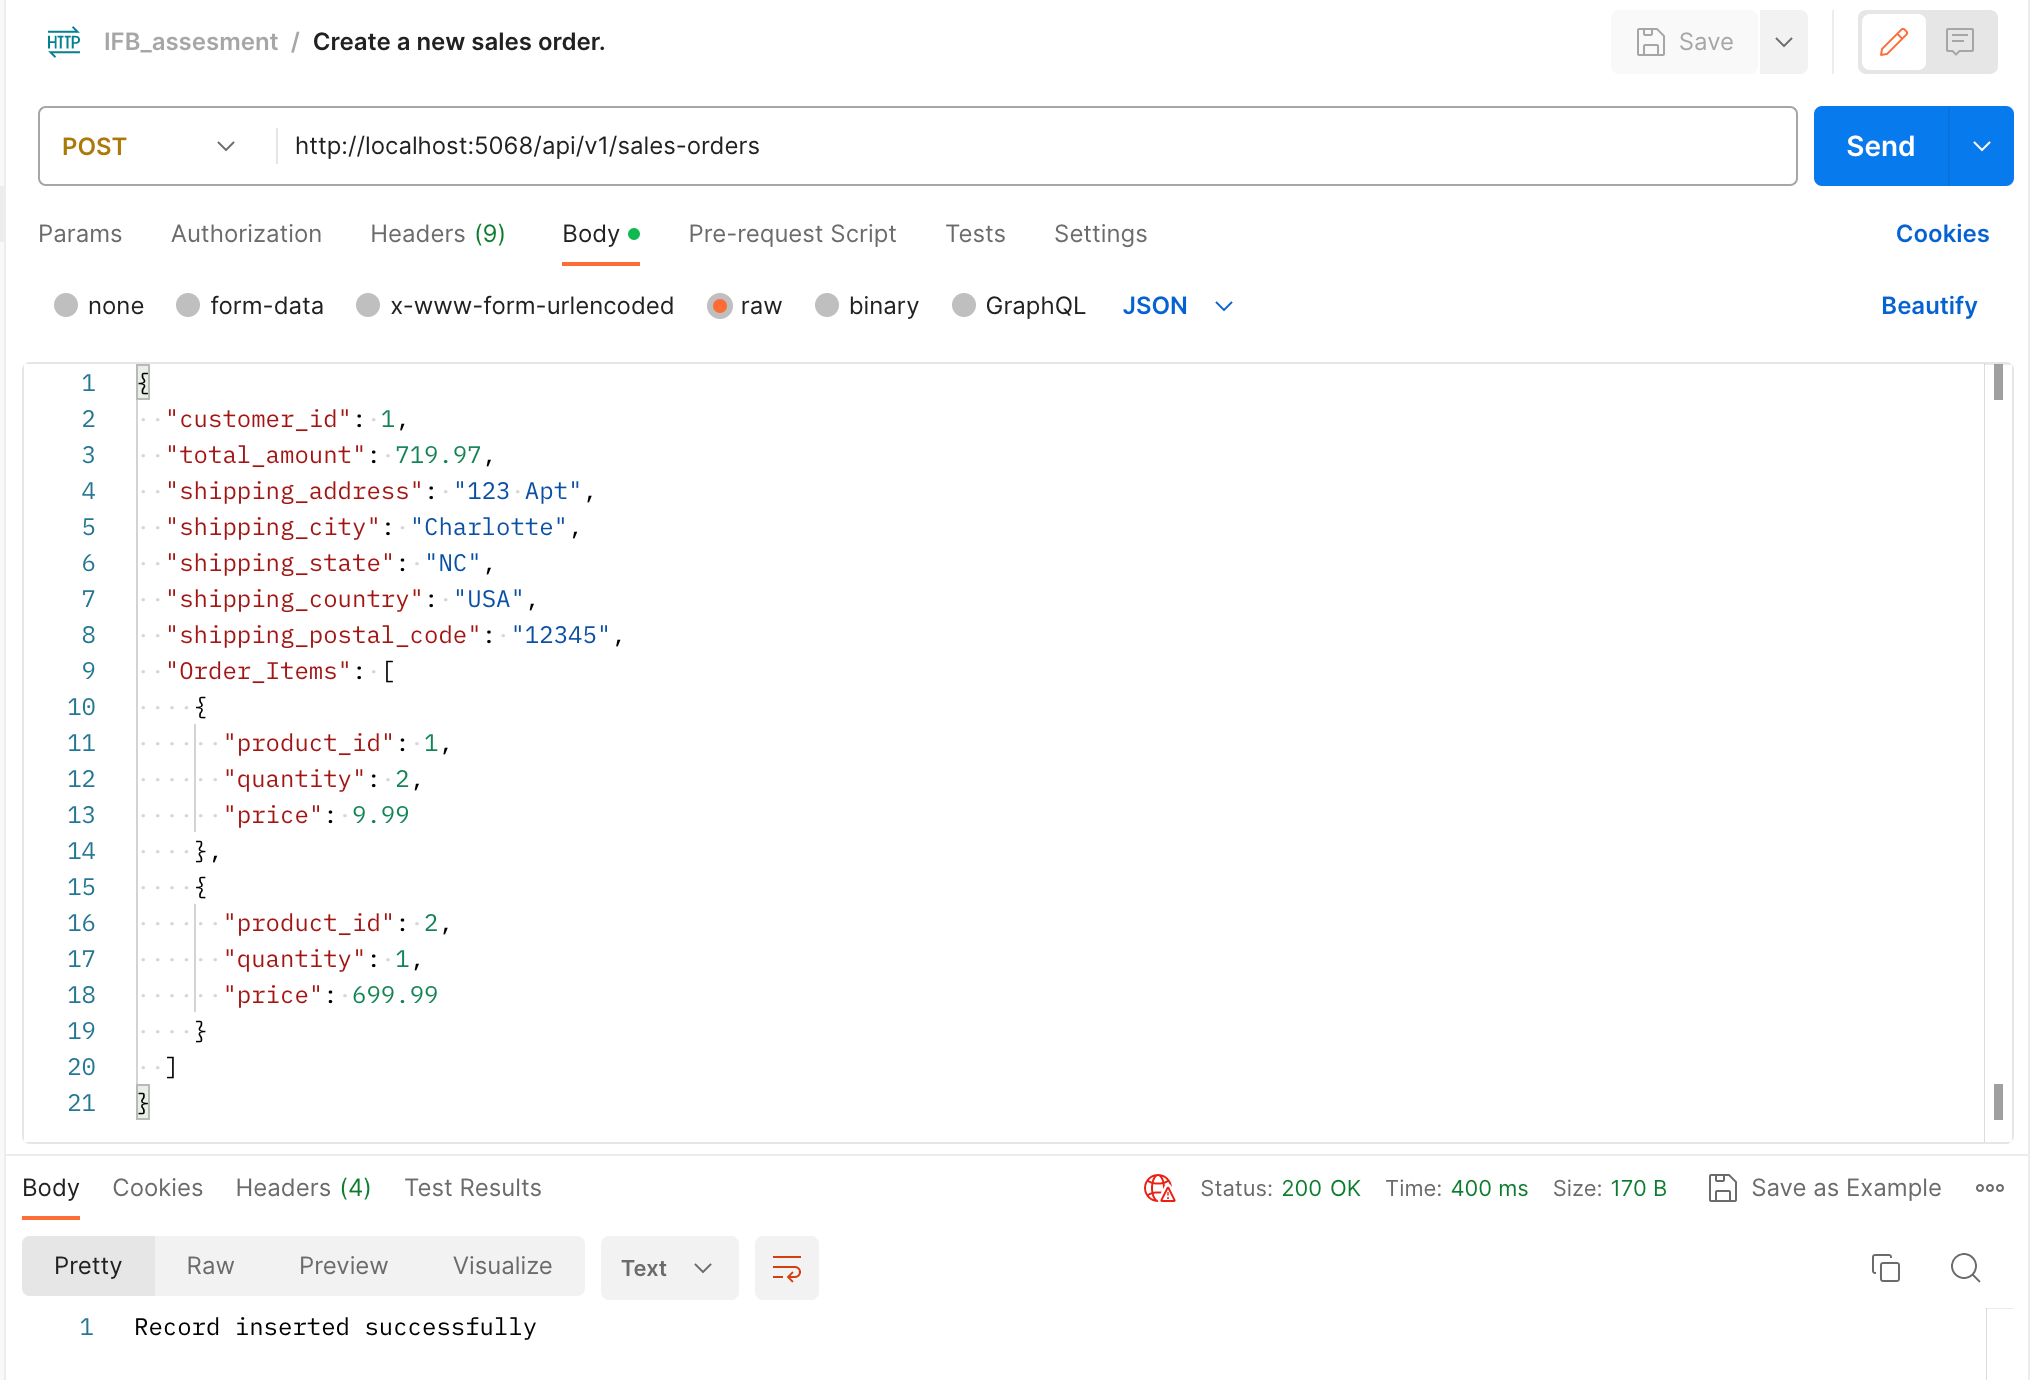 HTTP IFB_assesment / Create a new sales order. Save
POST http://localhost:5068/api/v1/sales-orders Send
Params Authorization Headers (9) Body Pre-request Script Tests Settings Cookies
none form-data x-www-form-urlencoded raw binary GraphQL JSON Beautify
1 {
2 "customer_id": 1,
3 "total_amount": 719.97,
4 "shipping_address": "123 Apt",
5 "shipping_city": "Charlotte",
6 "shipping_state": "NC",
7 "shipping_country": "USA",
8 "shipping_postal_code": "12345",
9 "Order_Items": [
10 {
11 "product_id": 1,
12 "quantity": 2,
13 "price": 9.99
14 },
15 {
16 "product_id": 2,
17 "quantity": 1,
18 "price": 699.99
19 }
20 ]
21 }
Body Cookies Headers (4) Test Results Status: 200 OK Time: 400 ms Size: 170 B Save as Example
Pretty Raw Preview Visualize Text
1 Record inserted successfully